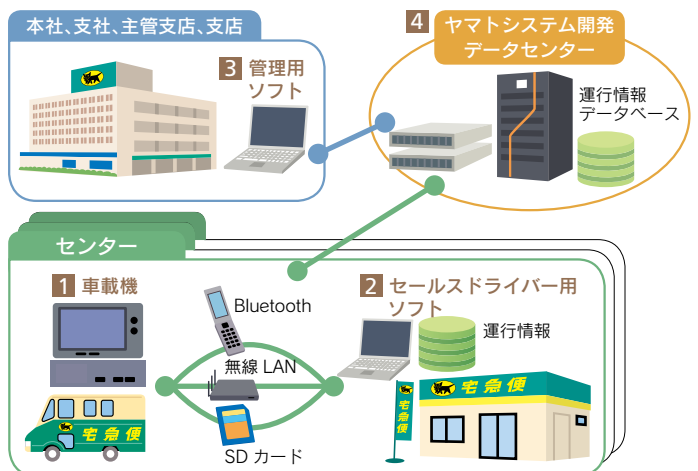 本社、支社、主管支店、支店
3 管理用
ソフト
4 ヤマトシステム開発
データセンター
運行情報
データベース
センター
1 車載機
Bluetooth
無線 LAN
SD カード
2 セールスドライバー用
ソフト
運行情報
宅急便
宅急便
宅急便